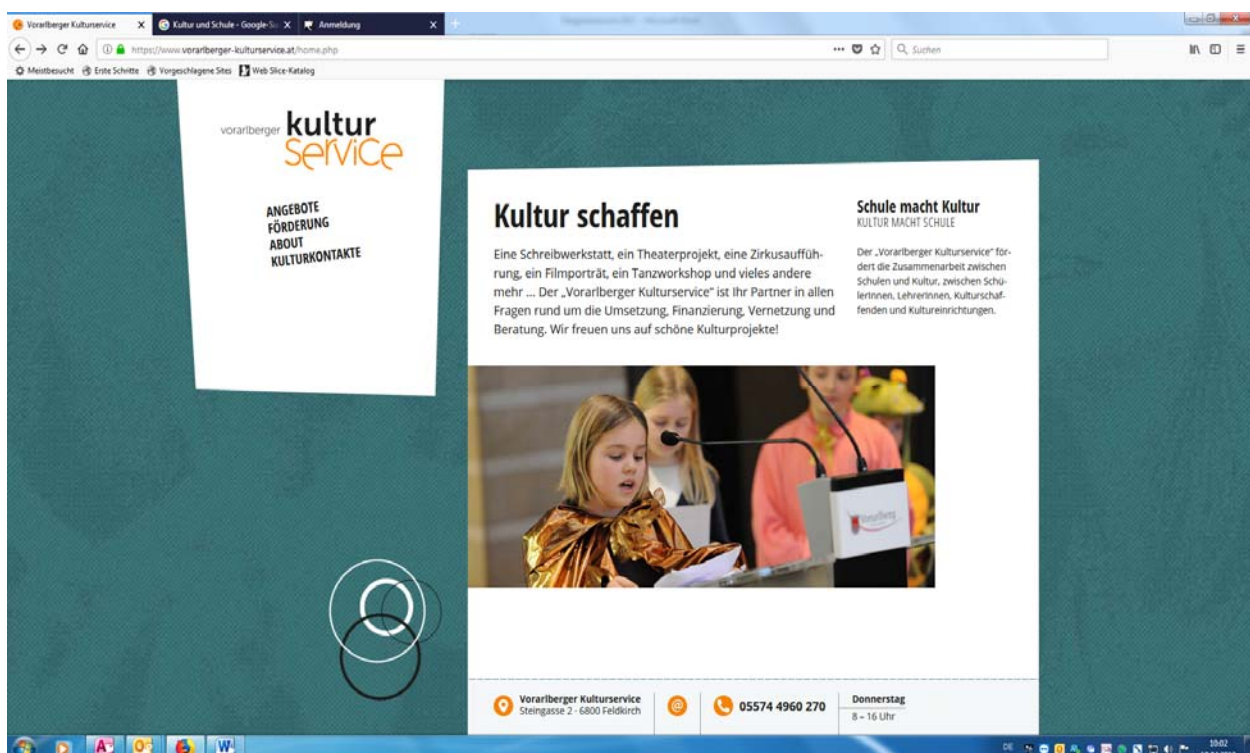 Vorarlberger Kulturservice
Kultur und Schule - Google-Su
Anmeldung
https://www.vorarlberger-kulturservice.at/home.php
Suchen
Meistbesucht Erste Schritte Vorgeschlagene Sites Web Slice-Katalog
vorarlberger kultur
service
ANGEBOTE
FÖRDERUNG
ABOUT
KULTURKONTAKTE
Kultur schaffen
Eine Schreibwerkstatt, ein Theaterprojekt, eine Zirkusauffüh-
rung, ein Filmporträt, ein Tanzworkshop und vieles andere
mehr ... Der „Vorarlberger Kulturservice“ ist Ihr Partner in allen
Fragen rund um die Umsetzung, Finanzierung, Vernetzung und
Beratung. Wir freuen uns auf schöne Kulturprojekte!
Schule macht Kultur
KULTUR MACHT SCHULE
Der „Vorarlberger Kulturservice“ för-
dert die Zusammenarbeit zwischen
Schulen und Kultur, zwischen Schü-
lerInnen, LehrerInnen, Kulturschaf-
fenden und Kultureinrichtungen.
Vorarlberg
Vorarlberger Kulturservice
Steingasse 2 · 6800 Feldkirch
@
05574 4960 270
Donnerstag
8 – 16 Uhr
DE
10:02